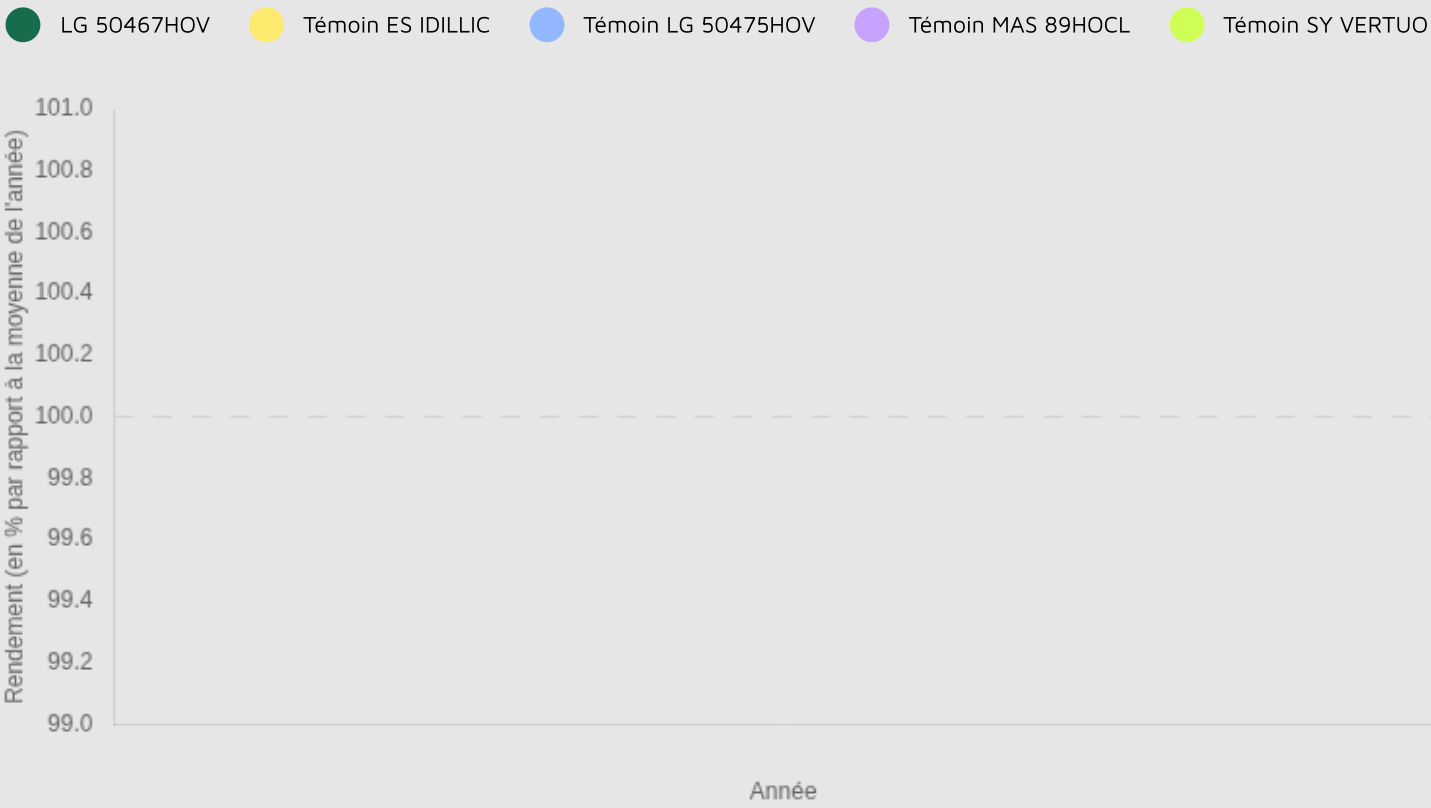 LG 50467HOV
Témoin ES IDILLIC
Témoin LG 50475HOV
Témoin MAS 89HOCL
Témoin SY VERTUO
Rendement (en % par rapport à la moyenne de l'année)
101.0
100.8
100.6
100.4
100.2
100.0
99.8
99.6
99.4
99.2
99.0
Année